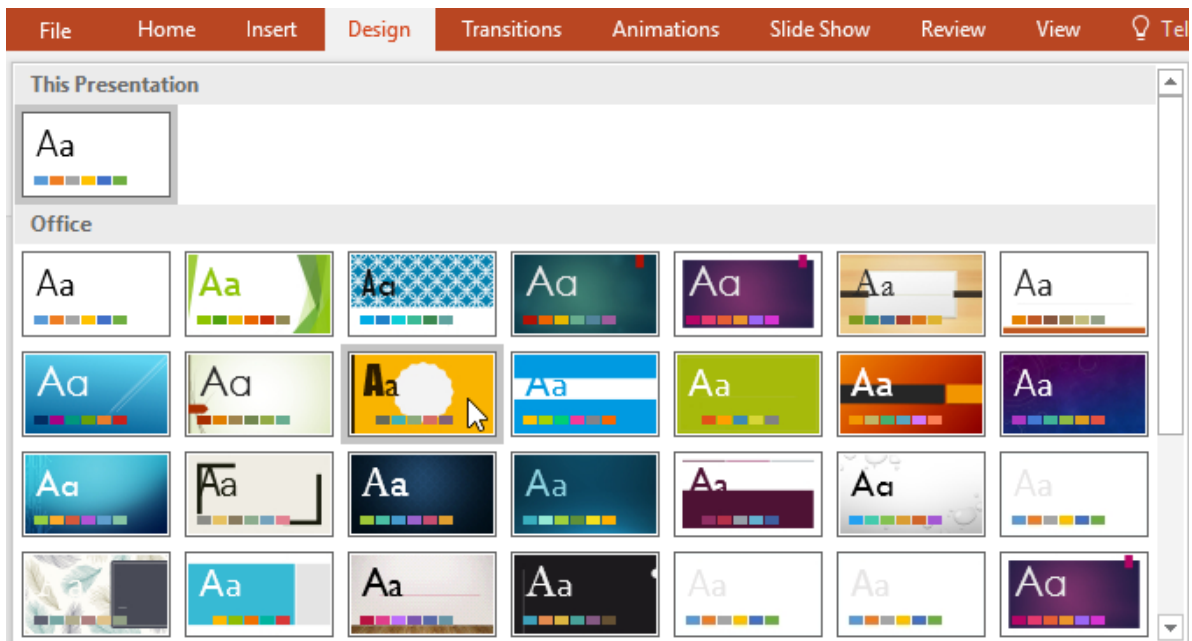 File Home Insert Design Transitions Animations Slide Show Review View Tel
This Presentation
Aa
Office
Aa Aa Aa Aa Aa Aa Aa
Aa Aa Aa Aa Aa Aa Aa
Aa Aa Aa Aa Aa Aa Aa
Aa Aa Aa Aa Aa Aa Aa